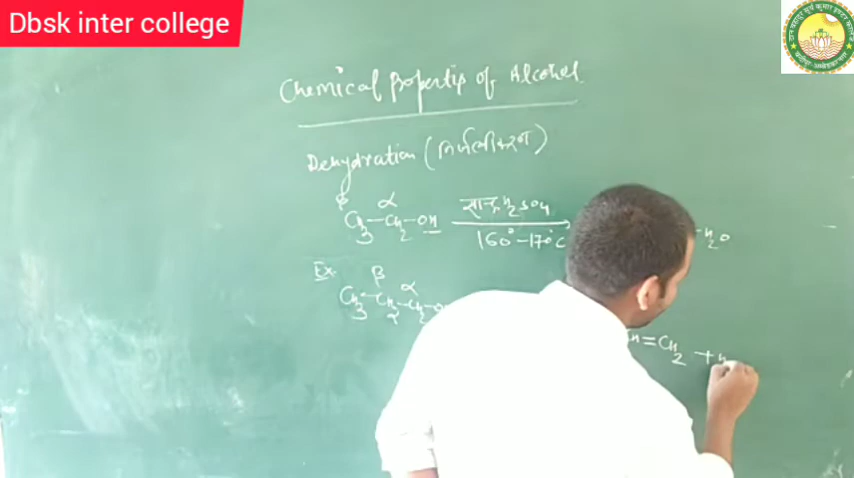 Dbsk inter college
Chemical Properties of Alcohol
Dehydration (निर्जलीकरण)
β α
CH3-CH2-OH सान्द्र H2SO4 H2O
160°-170°C
Ex. β α
CH3-CH2-CH2-O
=CH2 + H